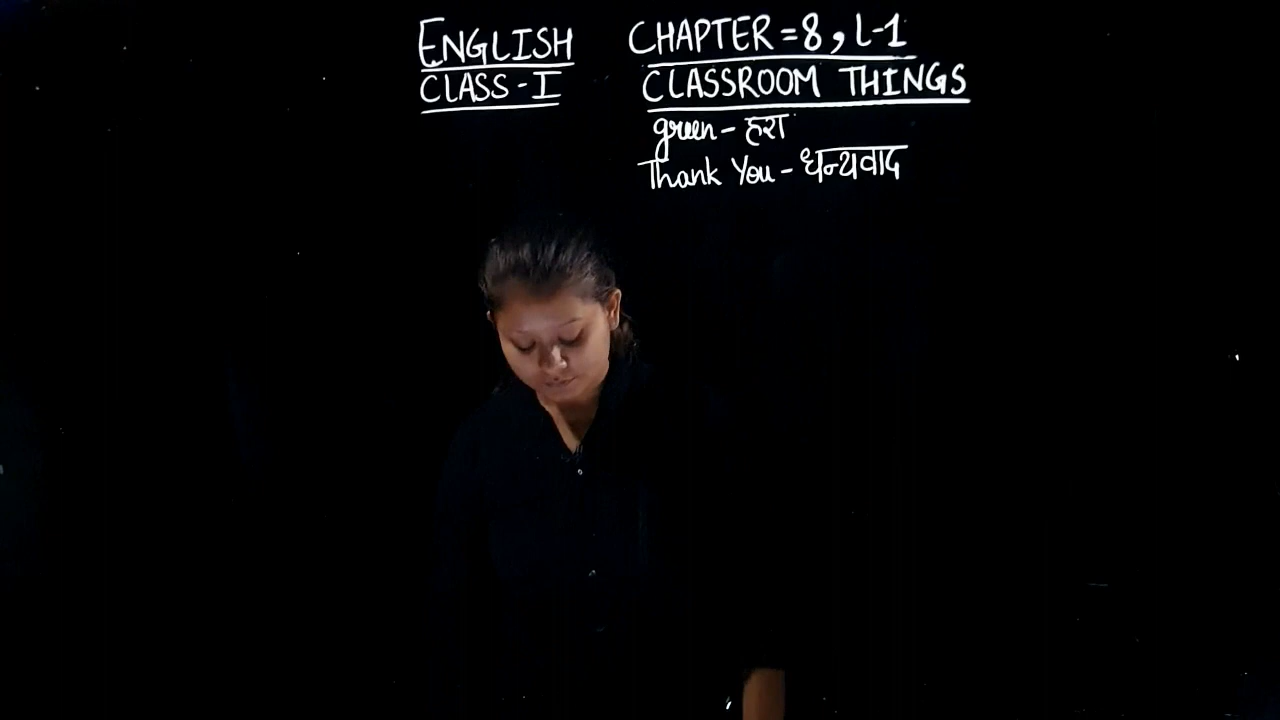 ENGLISH
CLASS-I
CHAPTER=8, L-1
CLASSROOM THINGS
green - हरा
Thank You - धन्यवाद